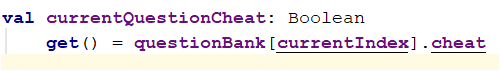 val currentQuestionCheat: Boolean
get() = questionBank[currentIndex].cheat